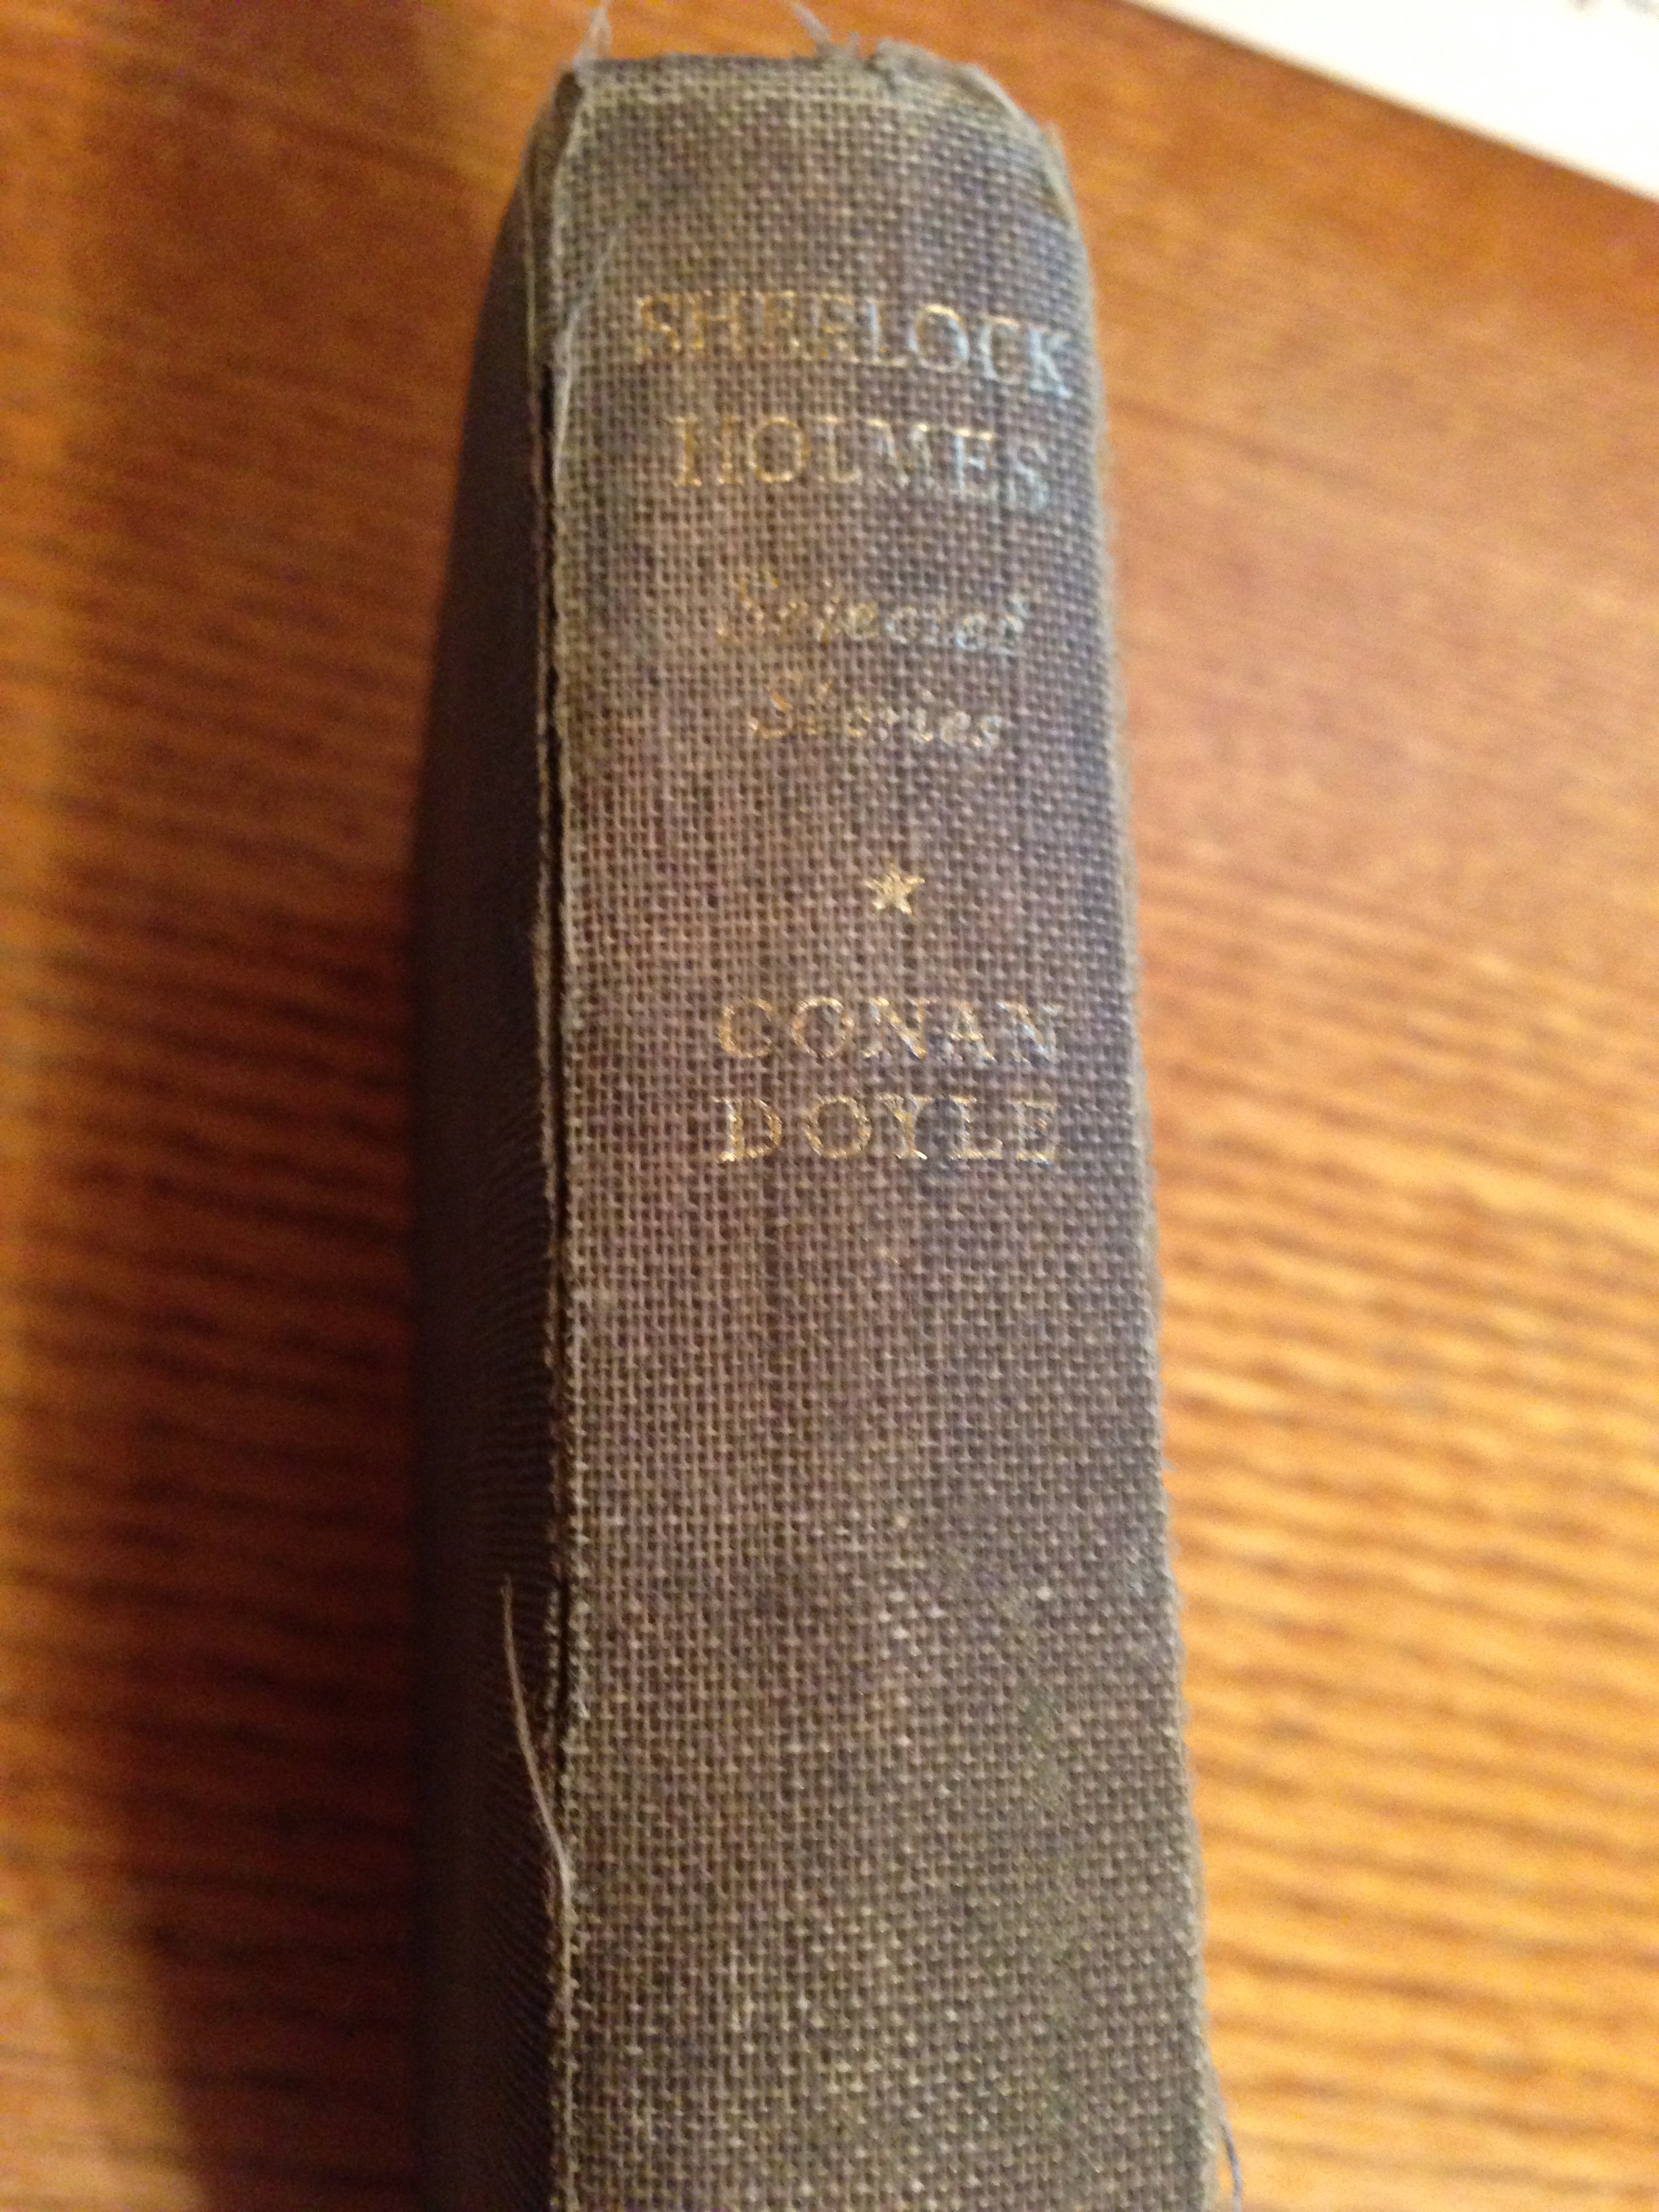 SHERLOCK
HOLMES
Selected
Stories
CONAN
DOYLE